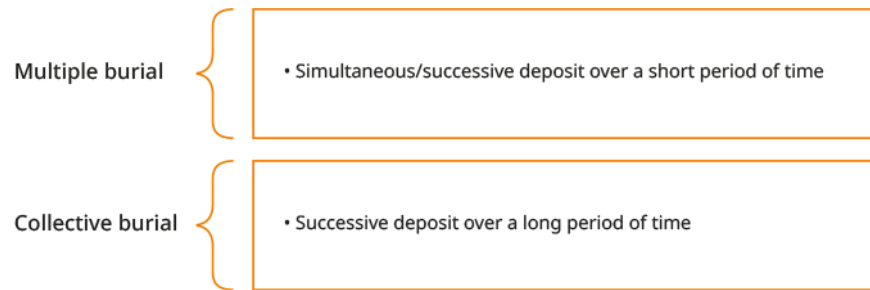 Multiple burial
• Simultaneous/successive deposit over a short period of time
Collective burial
• Successive deposit over a long period of time